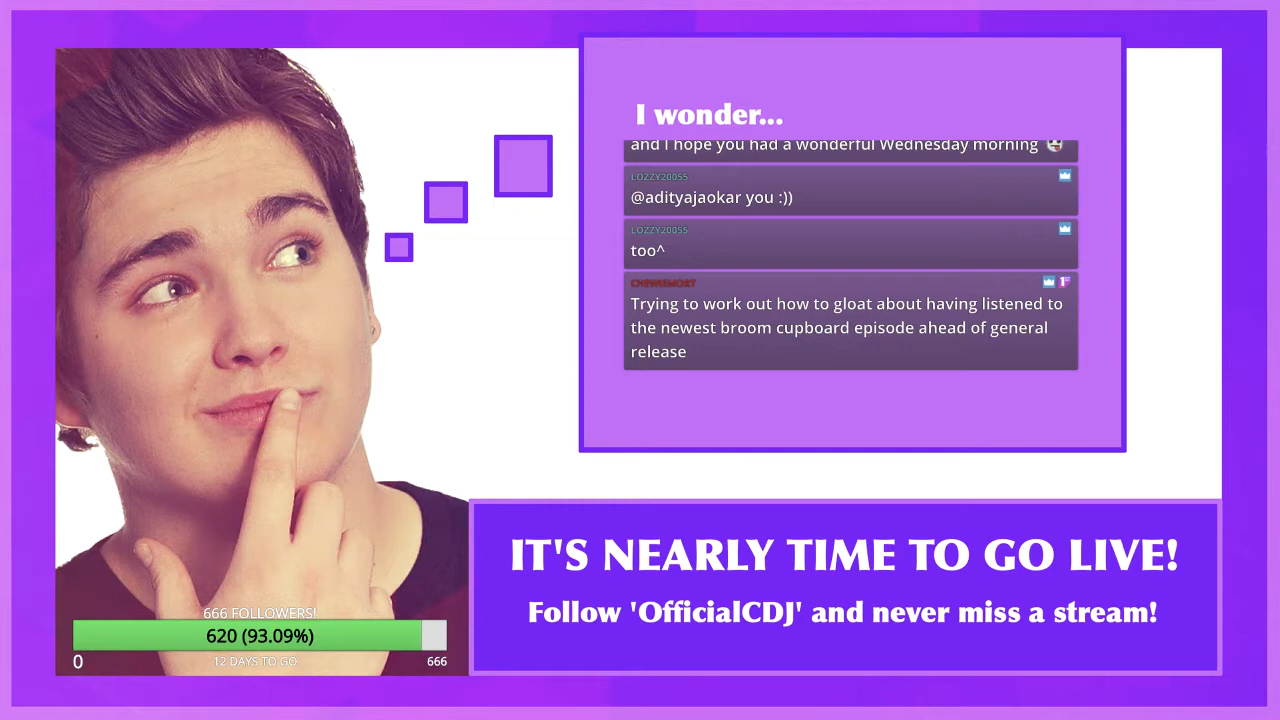 I wonder...
and I hope you had a wonderful Wednesday morning
LOZZY20055
@adityajaokar you :))
LOZZY20055
too^
CHEWIEMORT
Trying to work out how to gloat about having listened to
the newest broom cupboard episode ahead of general
release
IT'S NEARLY TIME TO GO LIVE!
Follow 'OfficialCDJ' and never miss a stream!
666 FOLLOWERS!
620 (93.09%)
0
12 DAYS TO GO
666